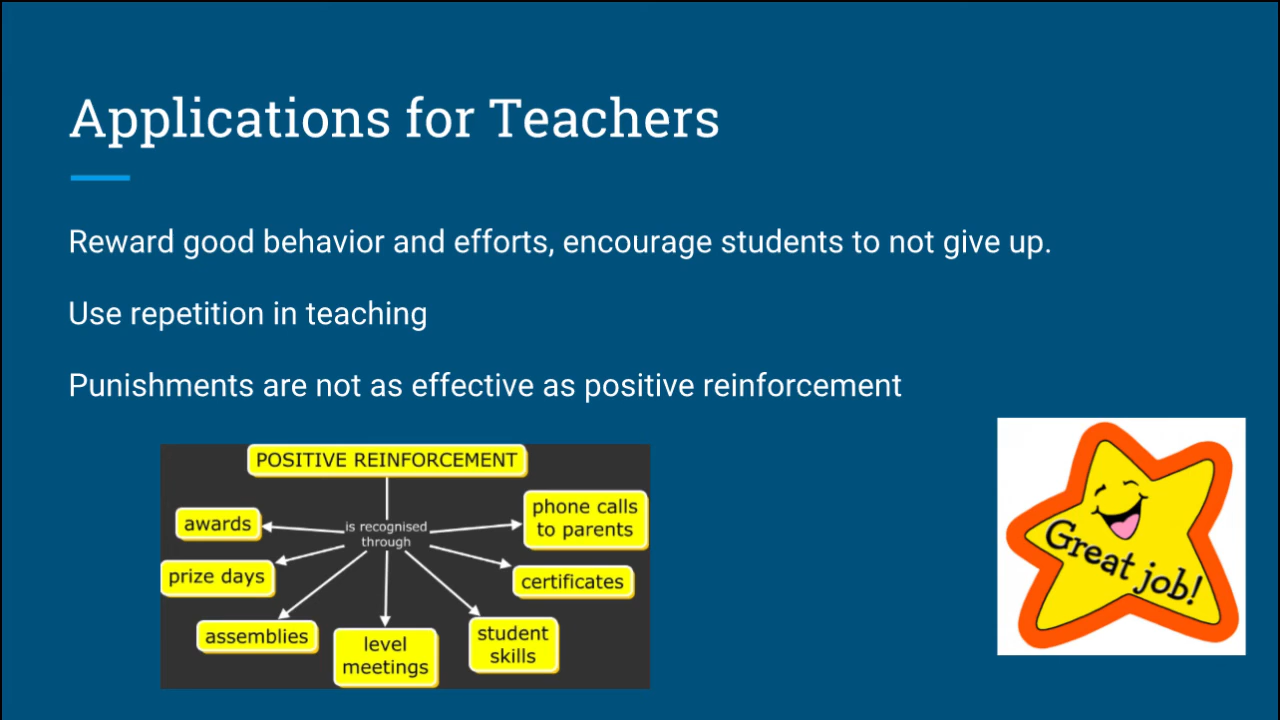 Applications for Teachers
Reward good behavior and efforts, encourage students to not give up.
Use repetition in teaching
Punishments are not as effective as positive reinforcement
POSITIVE REINFORCEMENT
is recognised
through
awards
prize days
assemblies
level
meetings
student
skills
certificates
phone calls
to parents
Great job!